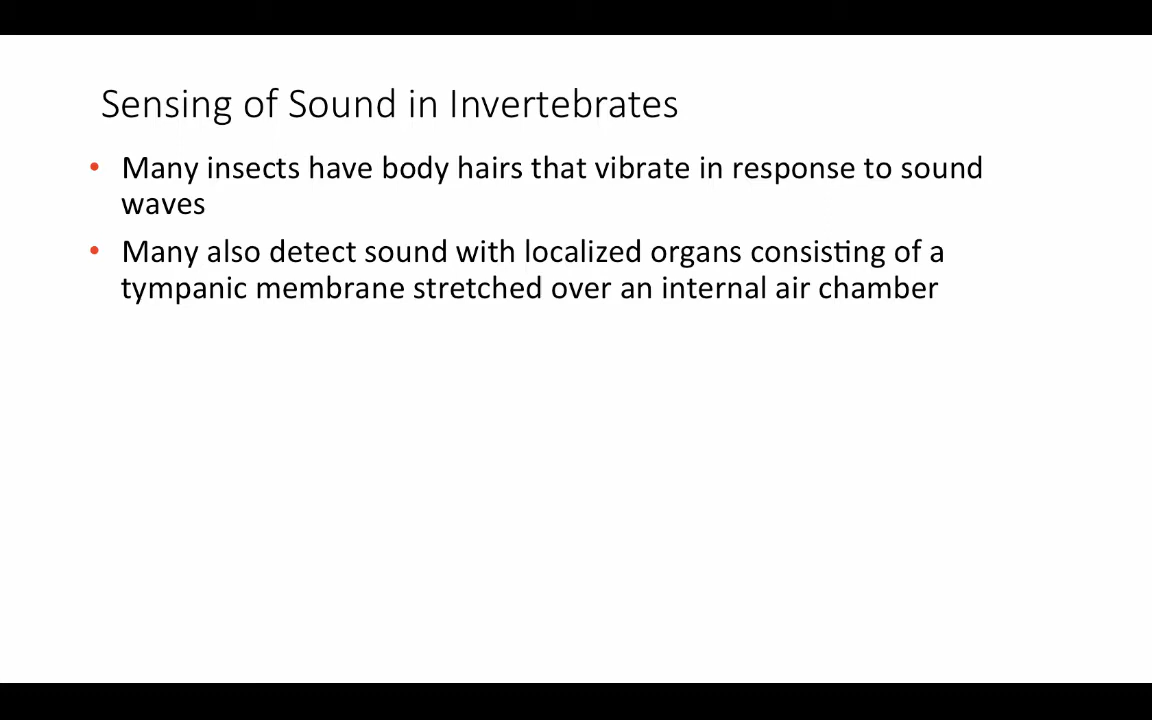 Sensing of Sound in Invertebrates
• Many insects have body hairs that vibrate in response to sound
waves
• Many also detect sound with localized organs consisting of a
tympanic membrane stretched over an internal air chamber